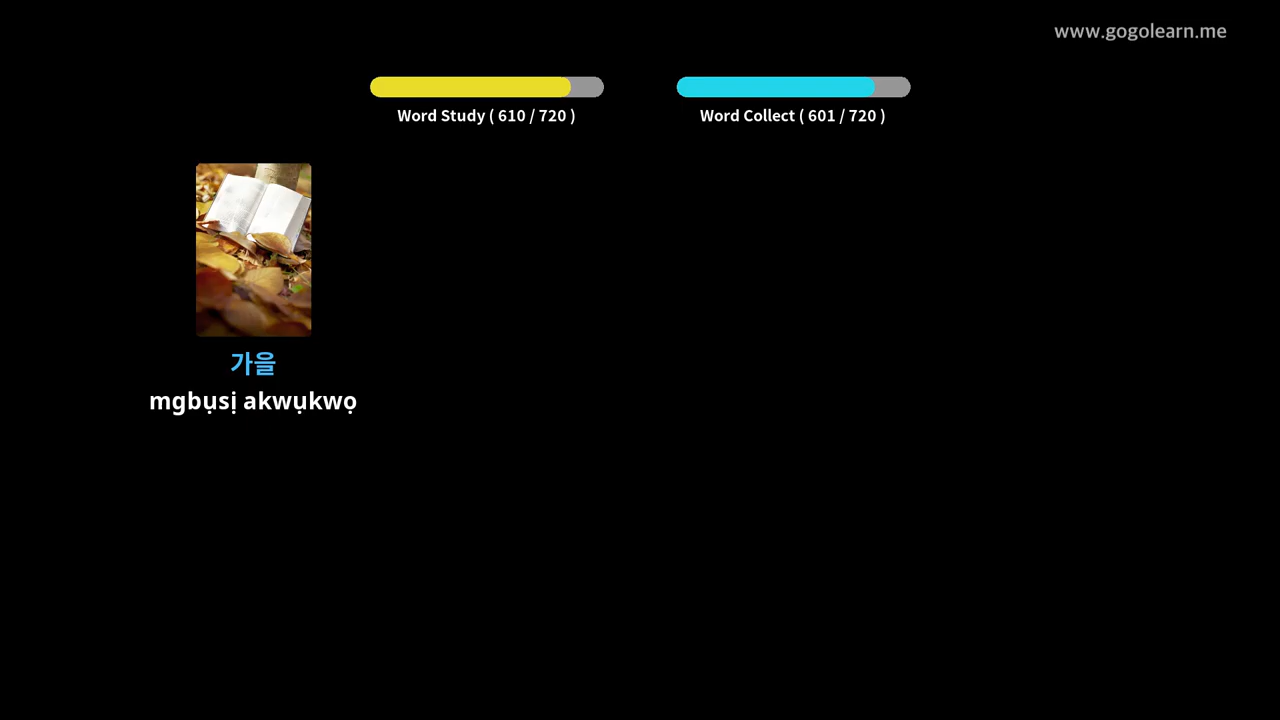 www.gogolearn.me
Word Study ( 610 / 720 )
Word Collect ( 601 / 720 )
가을
mgbụsị akwụkwọ